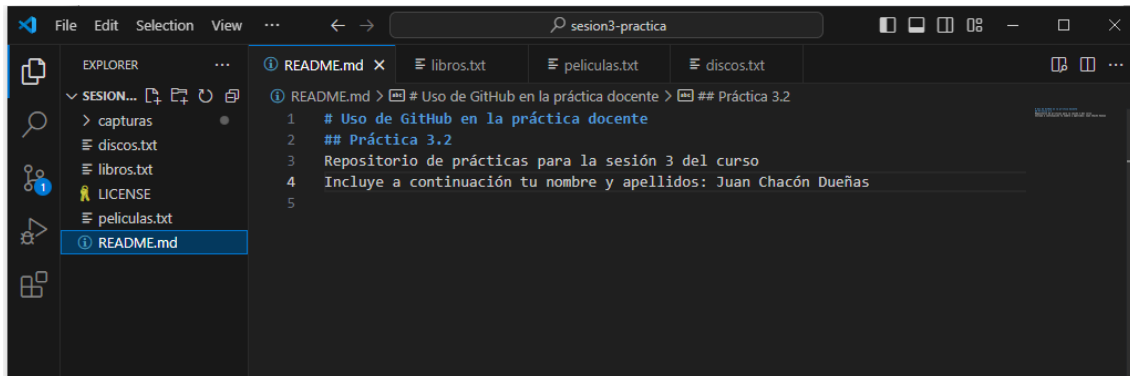 File Edit Selection View ··· sesion3-practica
EXPLORER ···
SESION...
capturas
discos.txt
libros.txt
LICENSE
peliculas.txt
README.md
README.md libros.txt peliculas.txt discos.txt
README.md > # Uso de GitHub en la práctica docente > ## Práctica 3.2
1 # Uso de GitHub en la práctica docente
2 ## Práctica 3.2
3 Repositorio de prácticas para la sesión 3 del curso
4 Incluye a continuación tu nombre y apellidos: Juan Chacón Dueñas
5
1